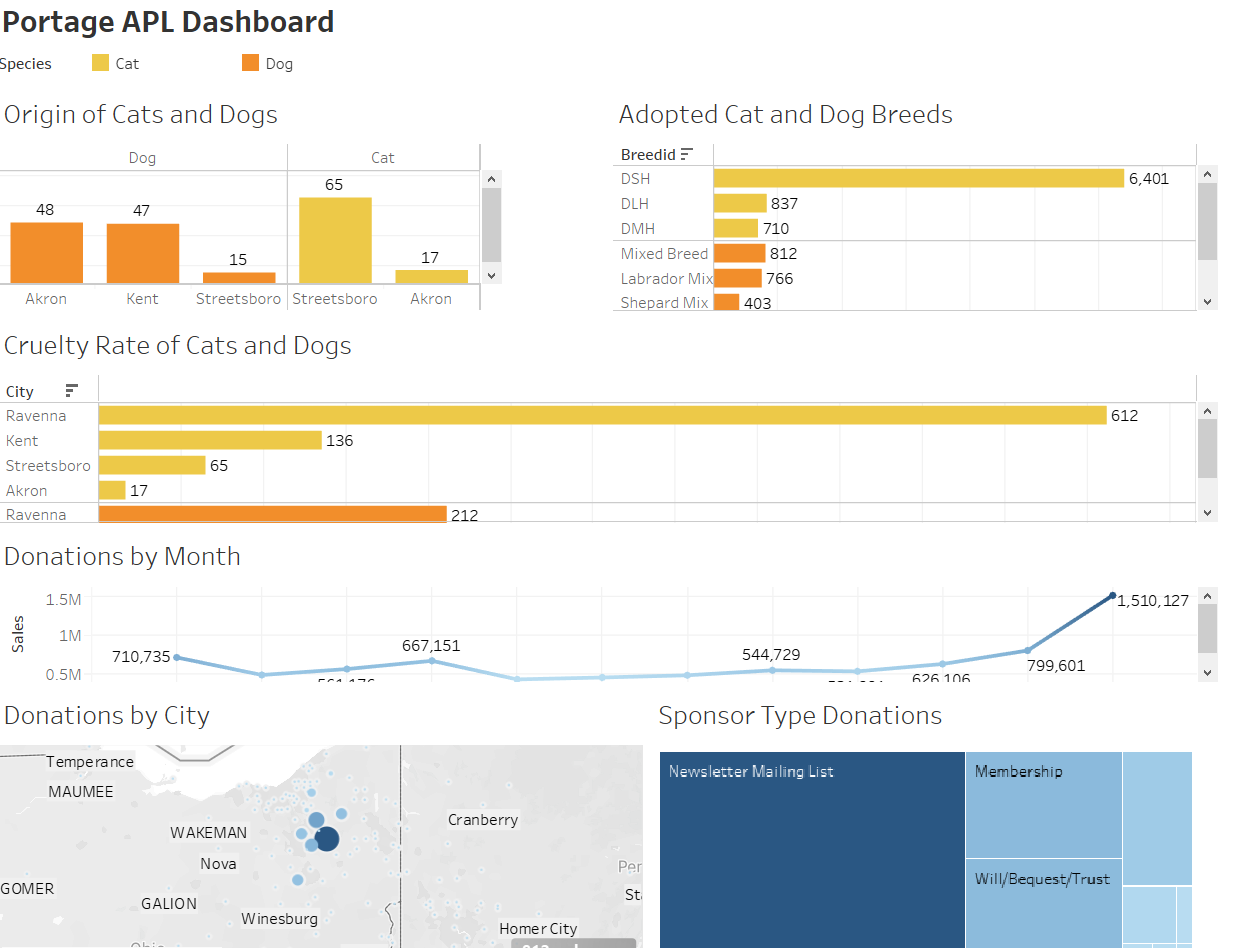 Portage APL Dashboard
Species Cat Dog
Origin of Cats and Dogs
Dog Cat
48 47 15 65 17
Akron Kent Streetsboro Streetsboro Akron
Adopted Cat and Dog Breeds
Breedid
DSH 6,401
DLH 837
DMH 710
Mixed Breed 812
Labrador Mix 766
Shepard Mix 403
Cruelty Rate of Cats and Dogs
City
Ravenna 612
Kent 136
Streetsboro 65
Akron 17
Ravenna 212
Donations by Month
Sales
1.5M
1M
0.5M
710,735
667,151
544,729
626,106
799,601
1,510,127
Donations by City
Temperance
MAUMEE
WAKEMAN
Cranberry
Nova
GOMER
GALION
Winsburg
Homer City
Ohio
Sponsor Type Donations
Newsletter Mailing List
Membership
Will/Bequest/Trust